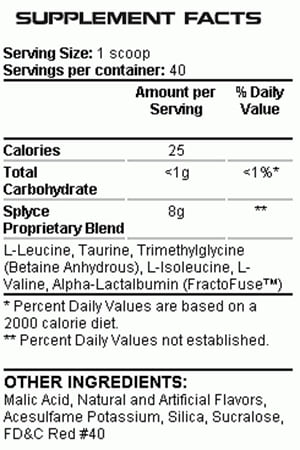 SUPPLEMENT FACTS
Serving Size: 1 scoop
Servings per container: 40
Amount per Serving % Daily Value
Calories 25
Total Carbohydrate <1g <1%*
Splyce Proprietary Blend 8g **
L-Leucine, Taurine, Trimethylglycine
(Betaine Anhydrous), L-Isoleucine, L-
Valine, Alpha-Lactalbumin (FractoFuse™)
* Percent Daily Values are based on a
2000 calorie diet.
** Percent Daily Values not established.
OTHER INGREDIENTS:
Malic Acid, Natural and Artificial Flavors,
Acesulfame Potassium, Silica, Sucralose,
FD&C Red #40